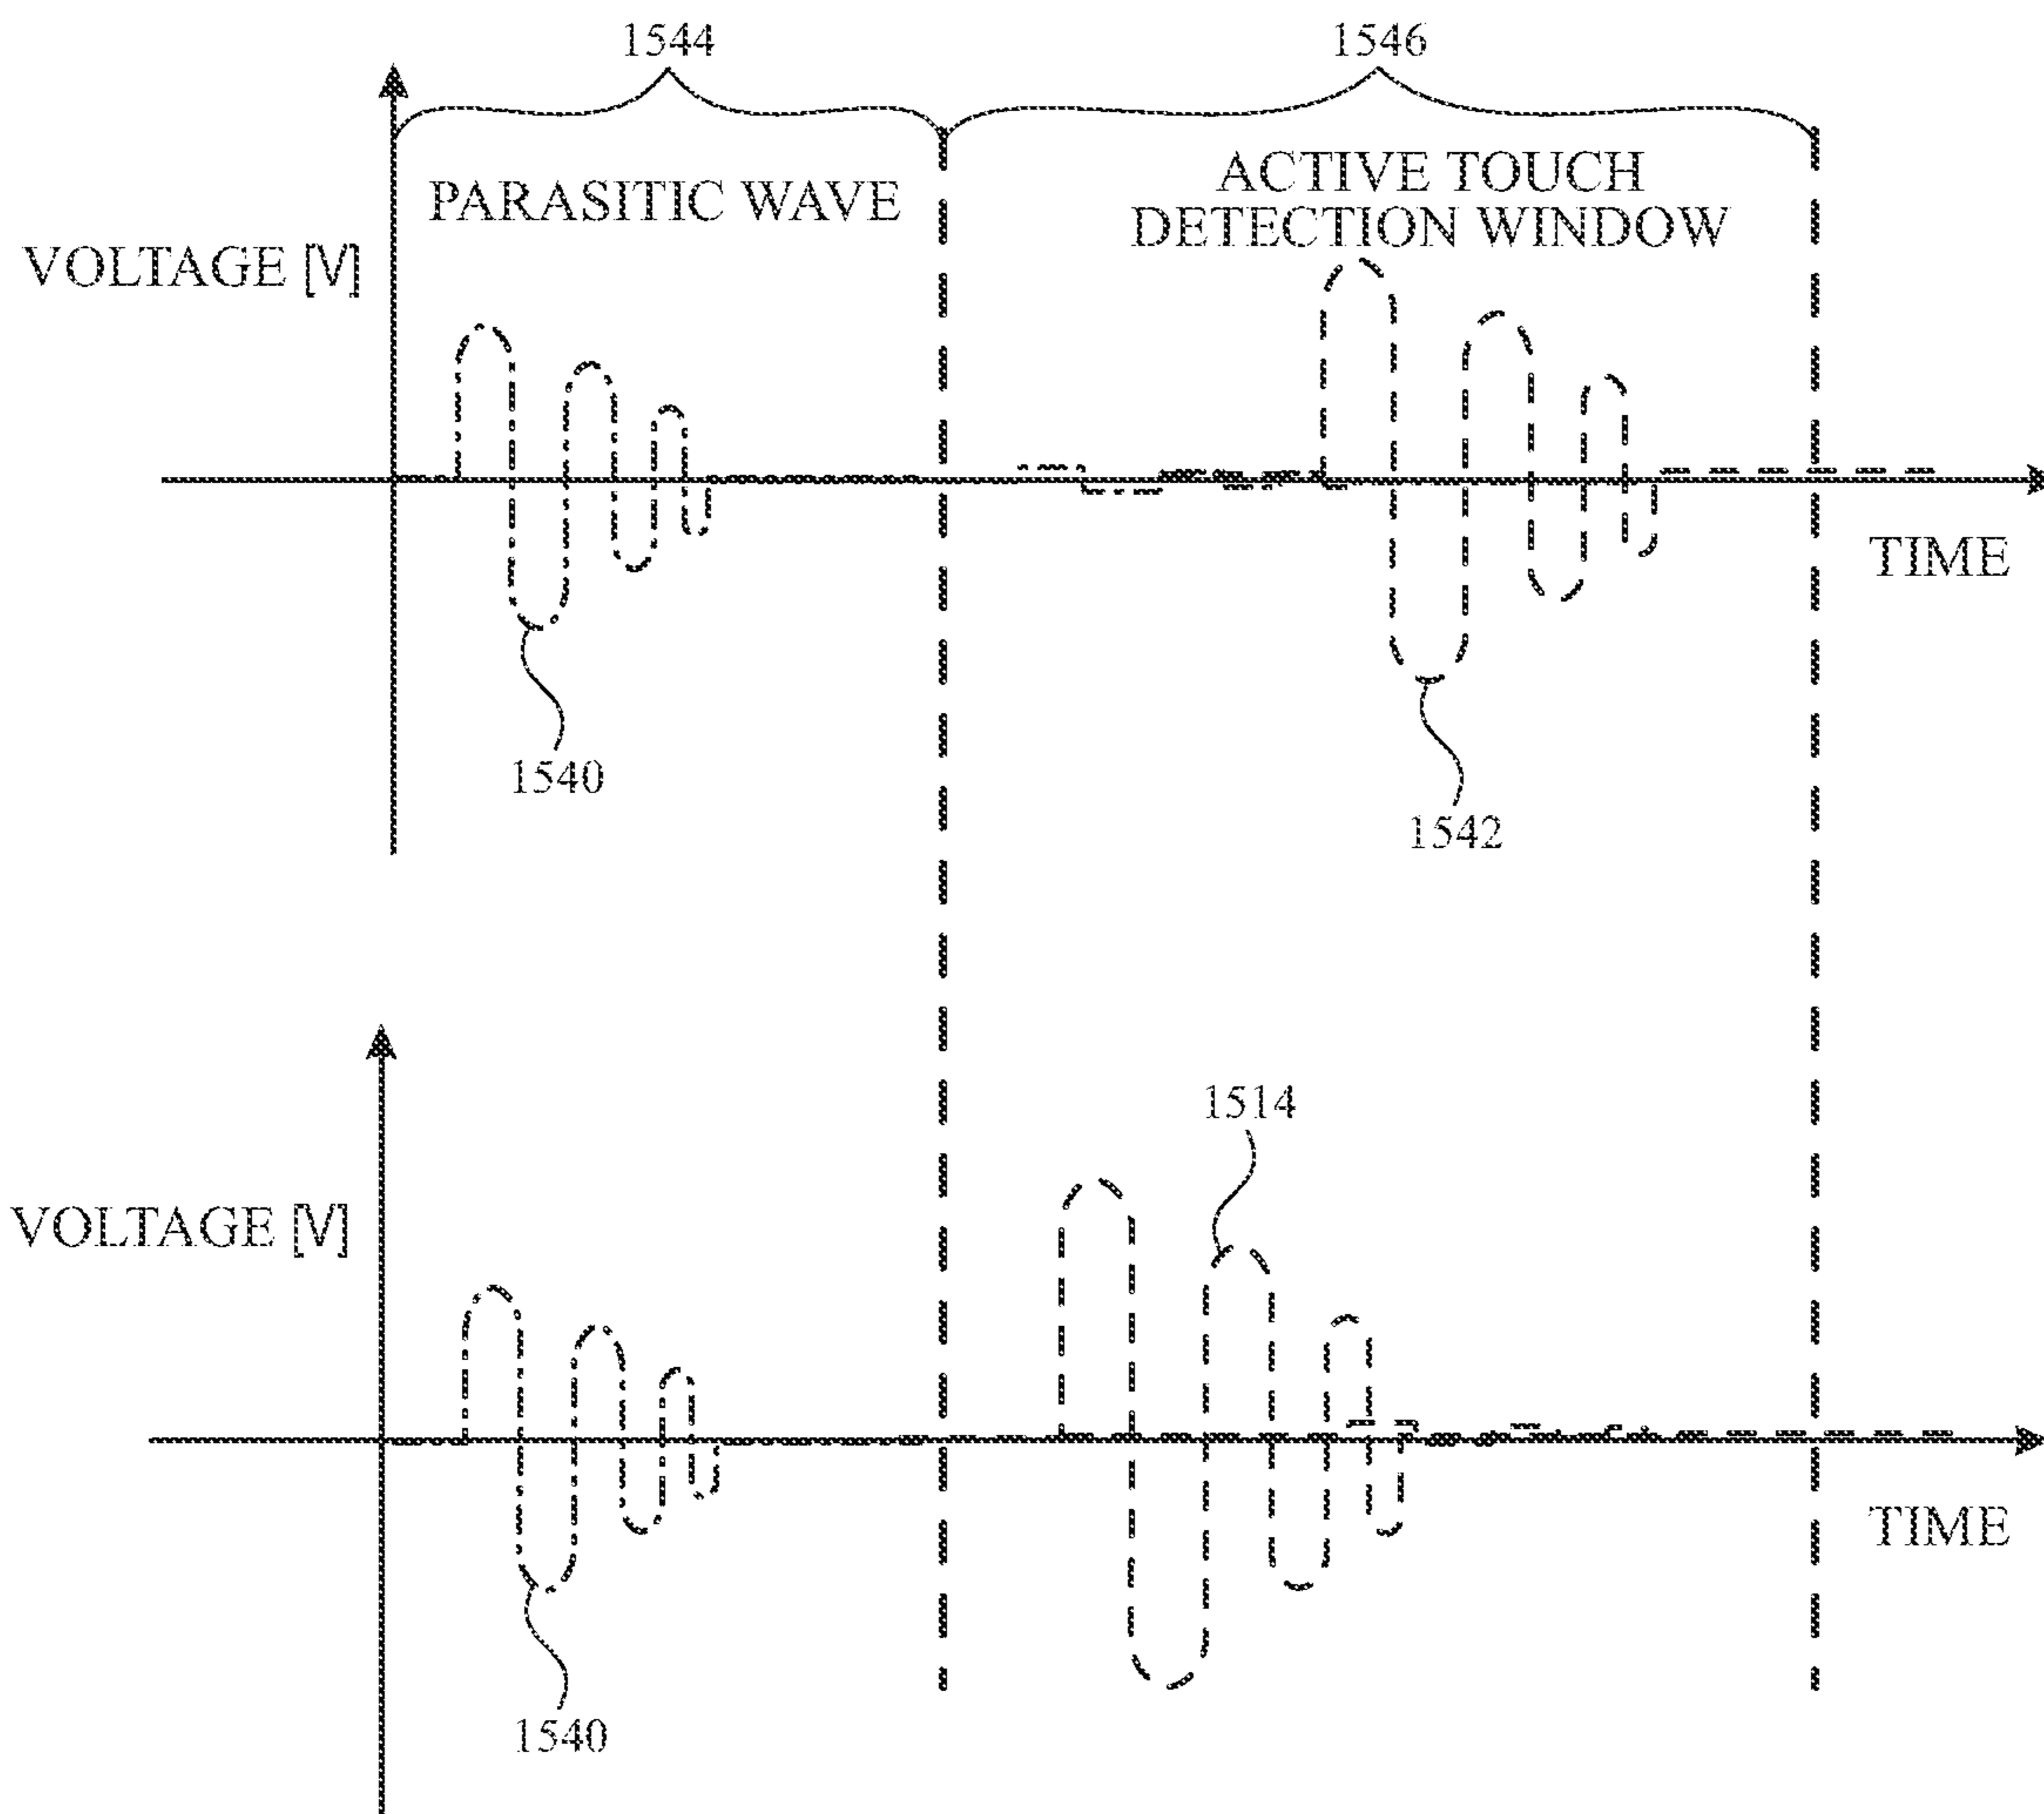 1544
1546
PARASITIC WAVE
ACTIVE TOUCH
DETECTION WINDOW
VOLTAGE [V]
TIME
1540
1542
1514
VOLTAGE [V]
TIME
1540